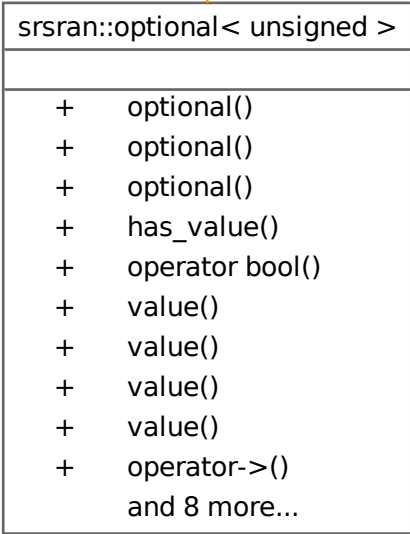 srsran::optional< unsigned >
+ optional()
+ optional()
+ optional()
+ has_value()
+ operator bool()
+ value()
+ value()
+ value()
+ value()
+ operator->()
and 8 more...